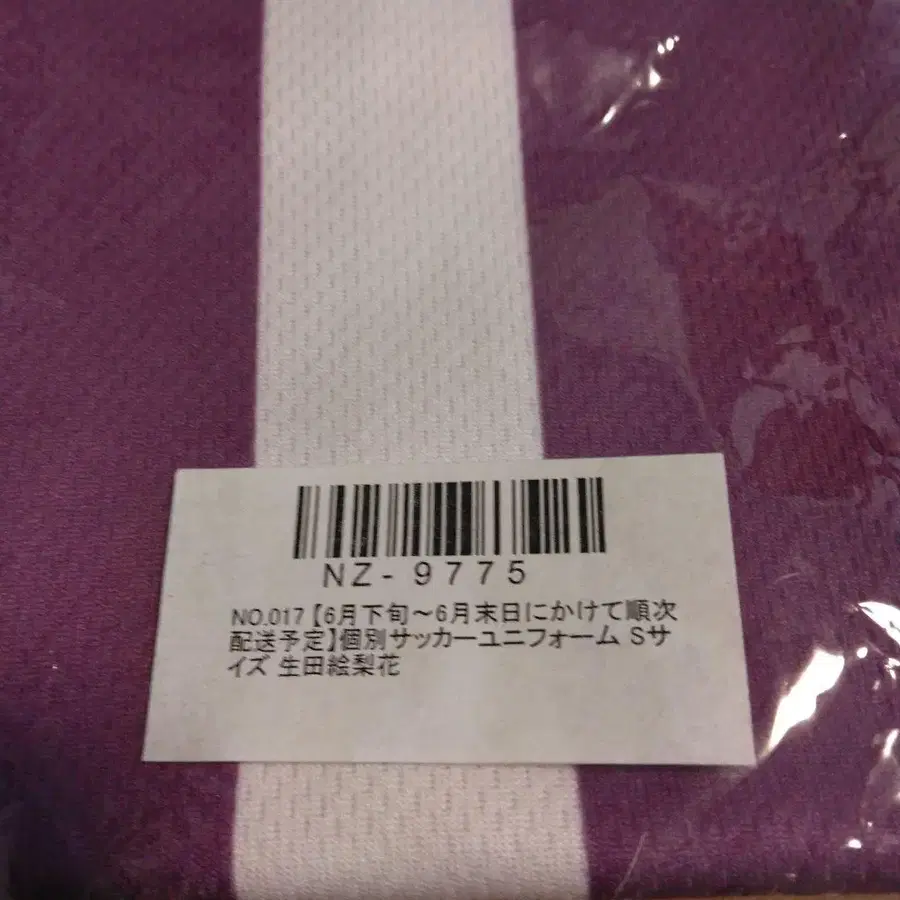 NZ-9775
NO.017【6月下旬～6月末日にかけて順次
配送予定】個別サッカーユニフォーム Sサ
イズ 生田絵梨花